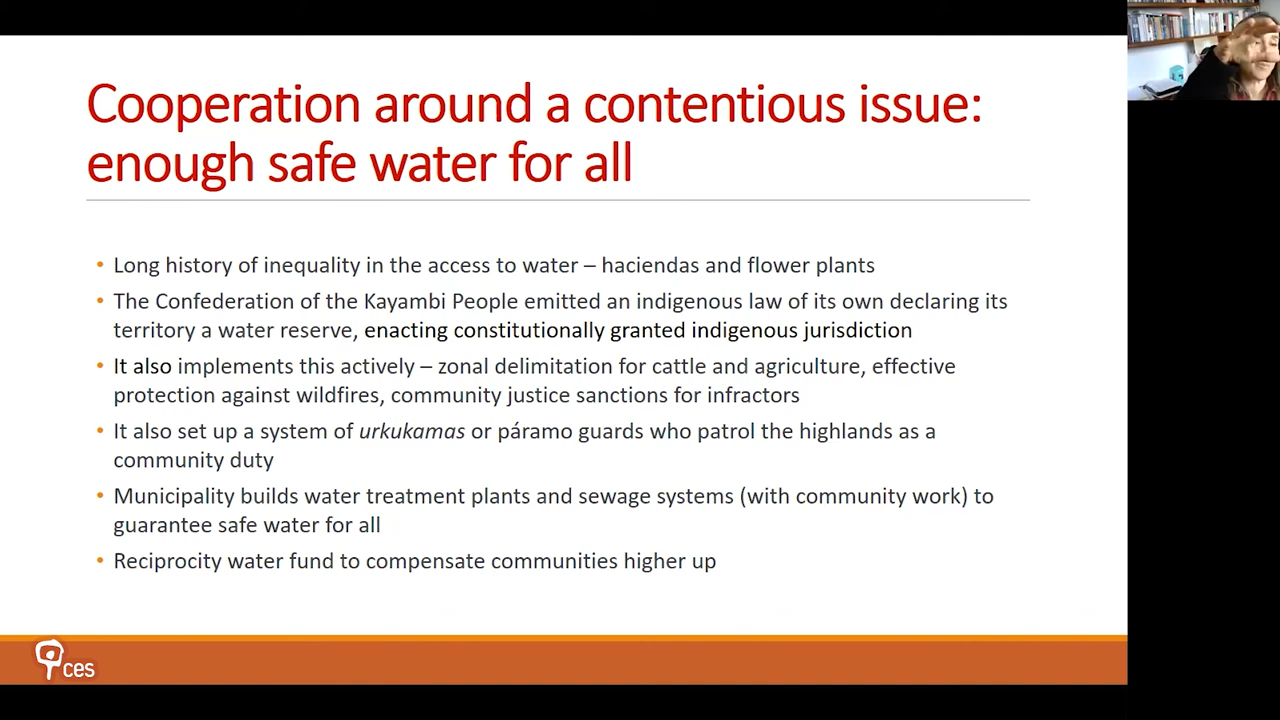 Cooperation around a contentious issue:
enough safe water for all
• Long history of inequality in the access to water – haciendas and flower plants
• The Confederation of the Kayambi People emitted an indigenous law of its own declaring its
territory a water reserve, enacting constitutionally granted indigenous jurisdiction
• It also implements this actively – zonal delimitation for cattle and agriculture, effective
protection against wildfires, community justice sanctions for infractors
• It also set up a system of urkukamas or páramo guards who patrol the highlands as a
community duty
• Municipality builds water treatment plants and sewage systems (with community work) to
guarantee safe water for all
• Reciprocity water fund to compensate communities higher up
ces